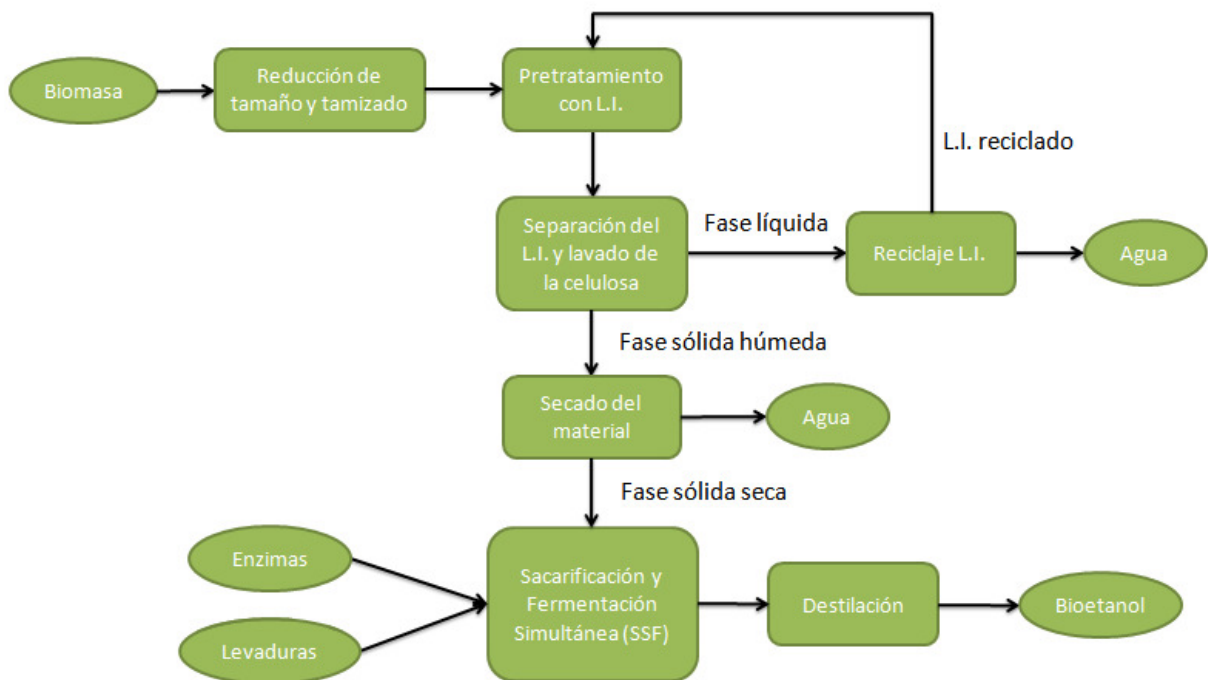 Biomasa
Reducción de
tamaño y tamizado
Pretratamiento
con L.I.
L.I. reciclado
Separación del
L.I. y lavado de
la celulosa
Fase líquida
Reciclaje L.I.
Agua
Fase sólida húmeda
Secado del
material
Agua
Fase sólida seca
Enzimas
Levaduras
Sacarificación y
Fermentación
Simultánea (SSF)
Destilación
Bioetanol